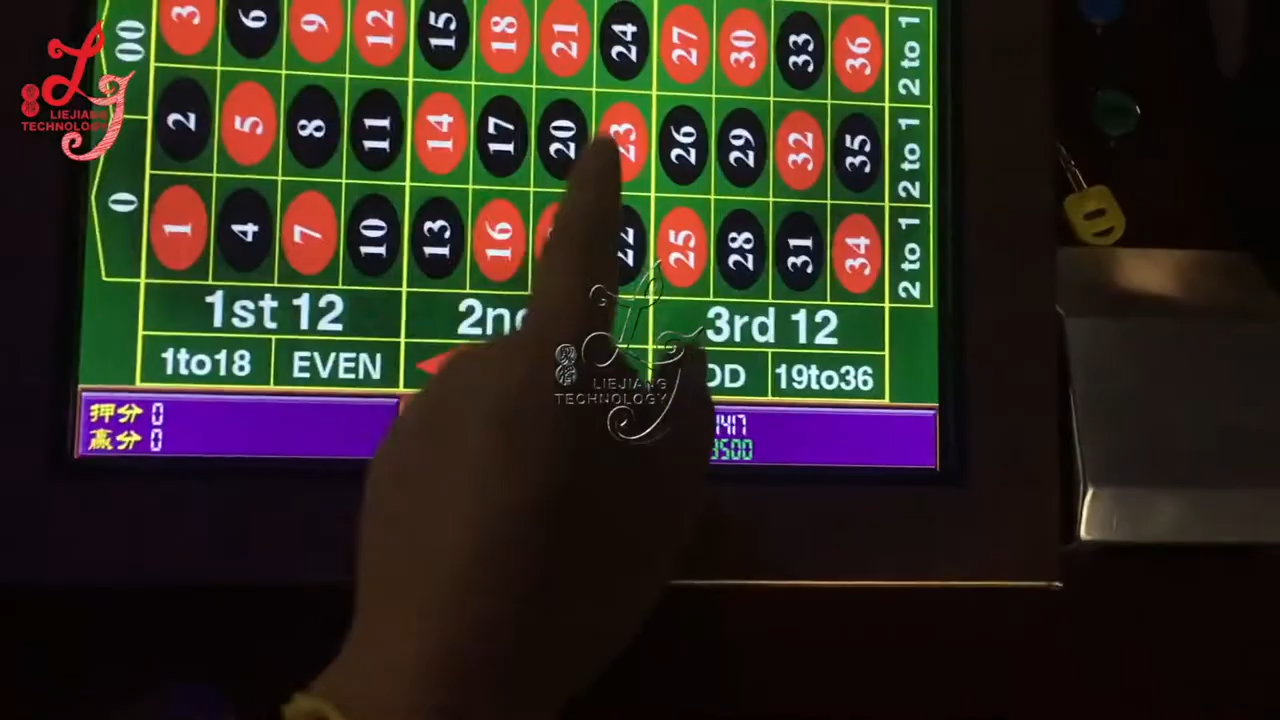 00 3 6 9 12 15 18 21 24 27 30 33 36 2 to 1
2 5 8 11 14 17 20 23 26 29 32 35 2 to 1
0 1 4 7 10 13 16 22 25 28 31 34 2 to 1
1st 12 3rd 12
1to18 EVEN 19to36
押分 0
赢分 0
LIEJIANG
TECHNOLOGY
LIEJIANG
TECHNOLOGY